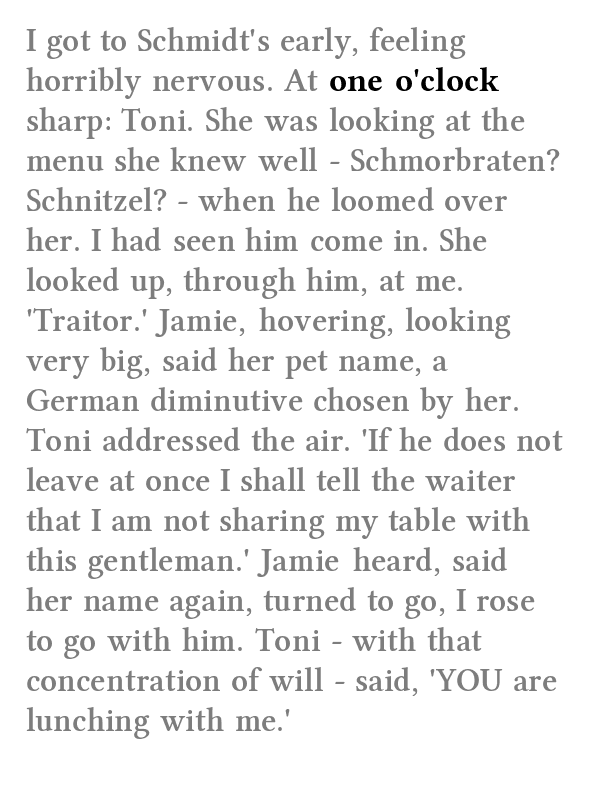 I got to Schmidt's early, feeling
horribly nervous. At one o'clock
sharp: Toni. She was looking at the
menu she knew well - Schmorbraten?
Schnitzel? - when he loomed over
her. I had seen him come in. She
looked up, through him, at me.
'Traitor.' Jamie, hovering, looking
very big, said her pet name, a
German diminutive chosen by her.
Toni addressed the air. 'If he does not
leave at once I shall tell the waiter
that I am not sharing my table with
this gentleman.' Jamie heard, said
her name again, turned to go, I rose
to go with him. Toni - with that
concentration of will - said, 'YOU are
lunching with me.'